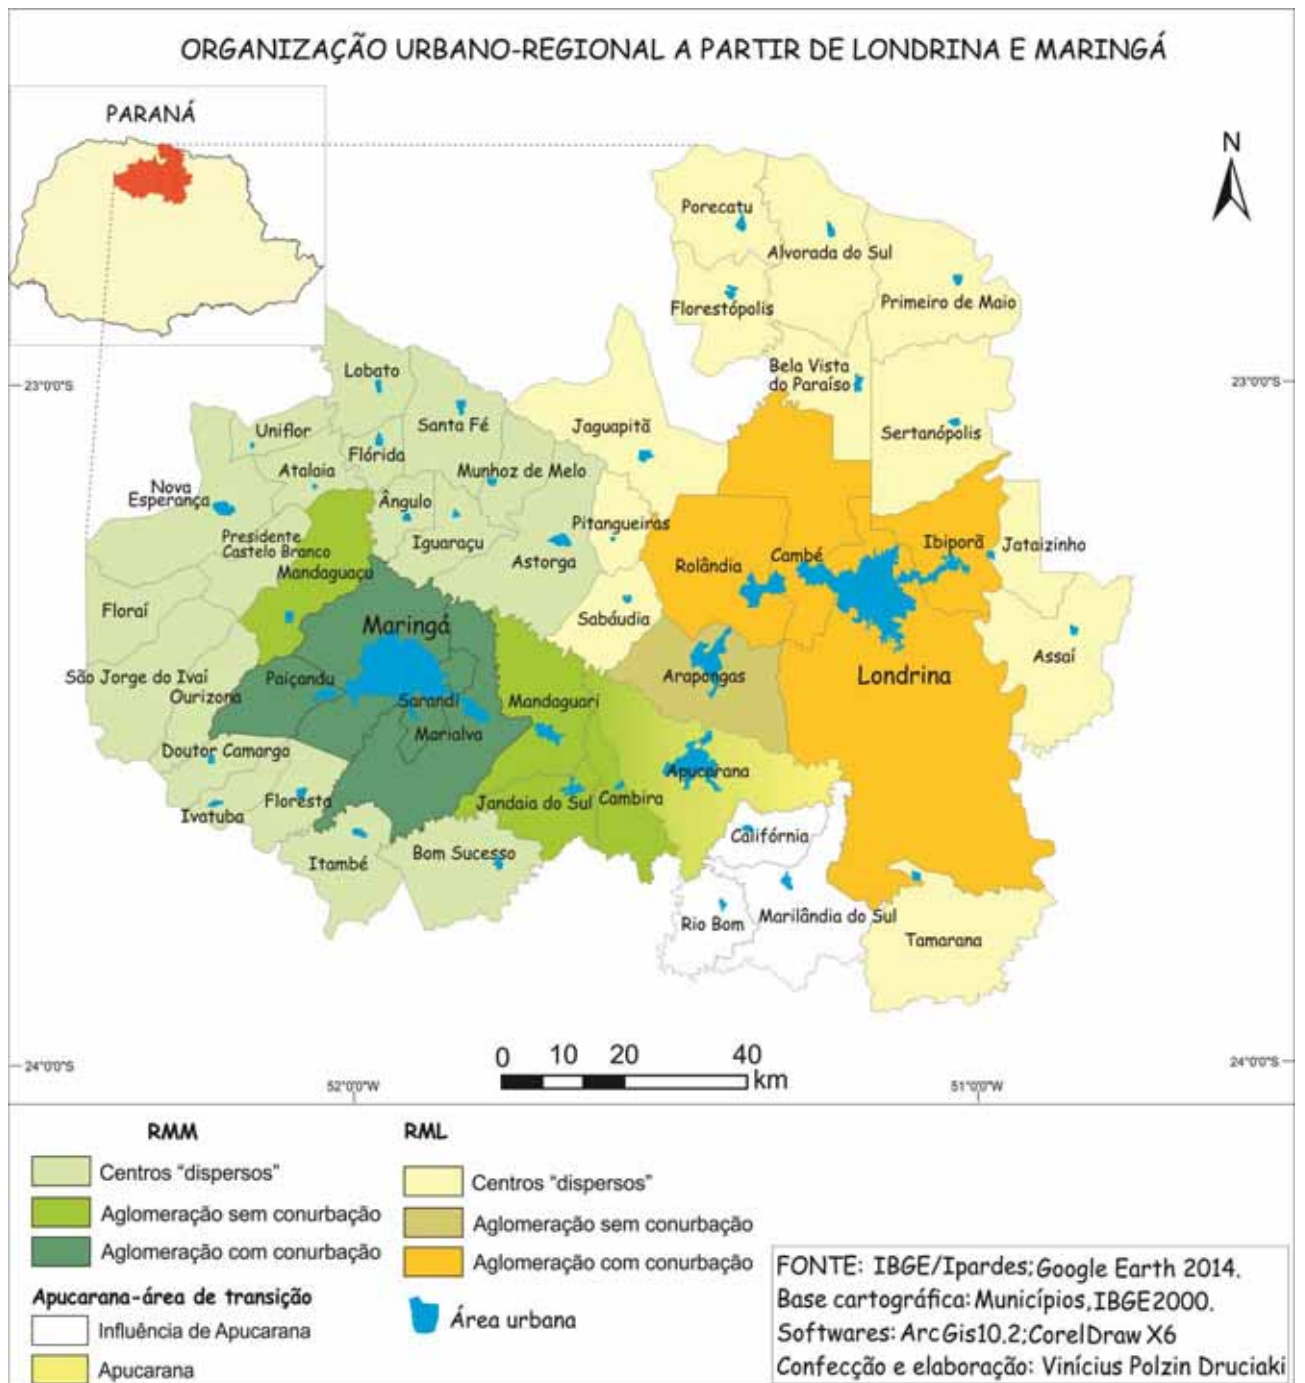 ORGANIZAÇÃO URBANO-REGIONAL A PARTIR DE LONDRINA E MARINGÁ
PARANÁ
N
Porecatu
Alvorada do Sul
Florestópolis
Primeiro de Maio
Lobato
Bela Vista
do Paraíso
23°0'0"S
23°0'0"S
Uniflor
Santa Fé
Jaguapitã
Sertanópolis
Flórida
Atalaia
Munhoz de Melo
Nova
Esperança
Ângulo
Pitangueiras
Presidente
Castelo Branco
Iguaraçu
Astorga
Rolândia
Cambé
Ibiporã
Jataizinho
Mandaguaçu
Floraí
Maringá
Sabáudia
Assaí
São Jorge do Ivaí
Paiçandu
Arapongas
Londrina
Ourizona
Sarandi
Mandaguari
Marialva
Doutor Camargo
Apucarana
Ivatuba
Floresta
Jandaia do Sul
Cambira
Califórnia
Itambé
Bom Sucesso
Rio Bom
Marilândia do Sul
Tamarana
0 10 20 40
km
24°0'0"S
24°0'0"S
52°0'0"W
51°0'0"W
RMM
Centros "dispersos"
Aglomeração sem conurbação
Aglomeração com conurbação
Apucarana-área de transição
Influência de Apucarana
Apucarana
RML
Centros "dispersos"
Aglomeração sem conurbação
Aglomeração com conurbação
Área urbana
FONTE: IBGE/Ipardes;Google Earth 2014.
Base cartográfica:Municípios,IBGE2000.
Softwares: ArcGis10.2;CorelDraw X6
Confecção e elaboração: Vinícius Polzin Druciaki